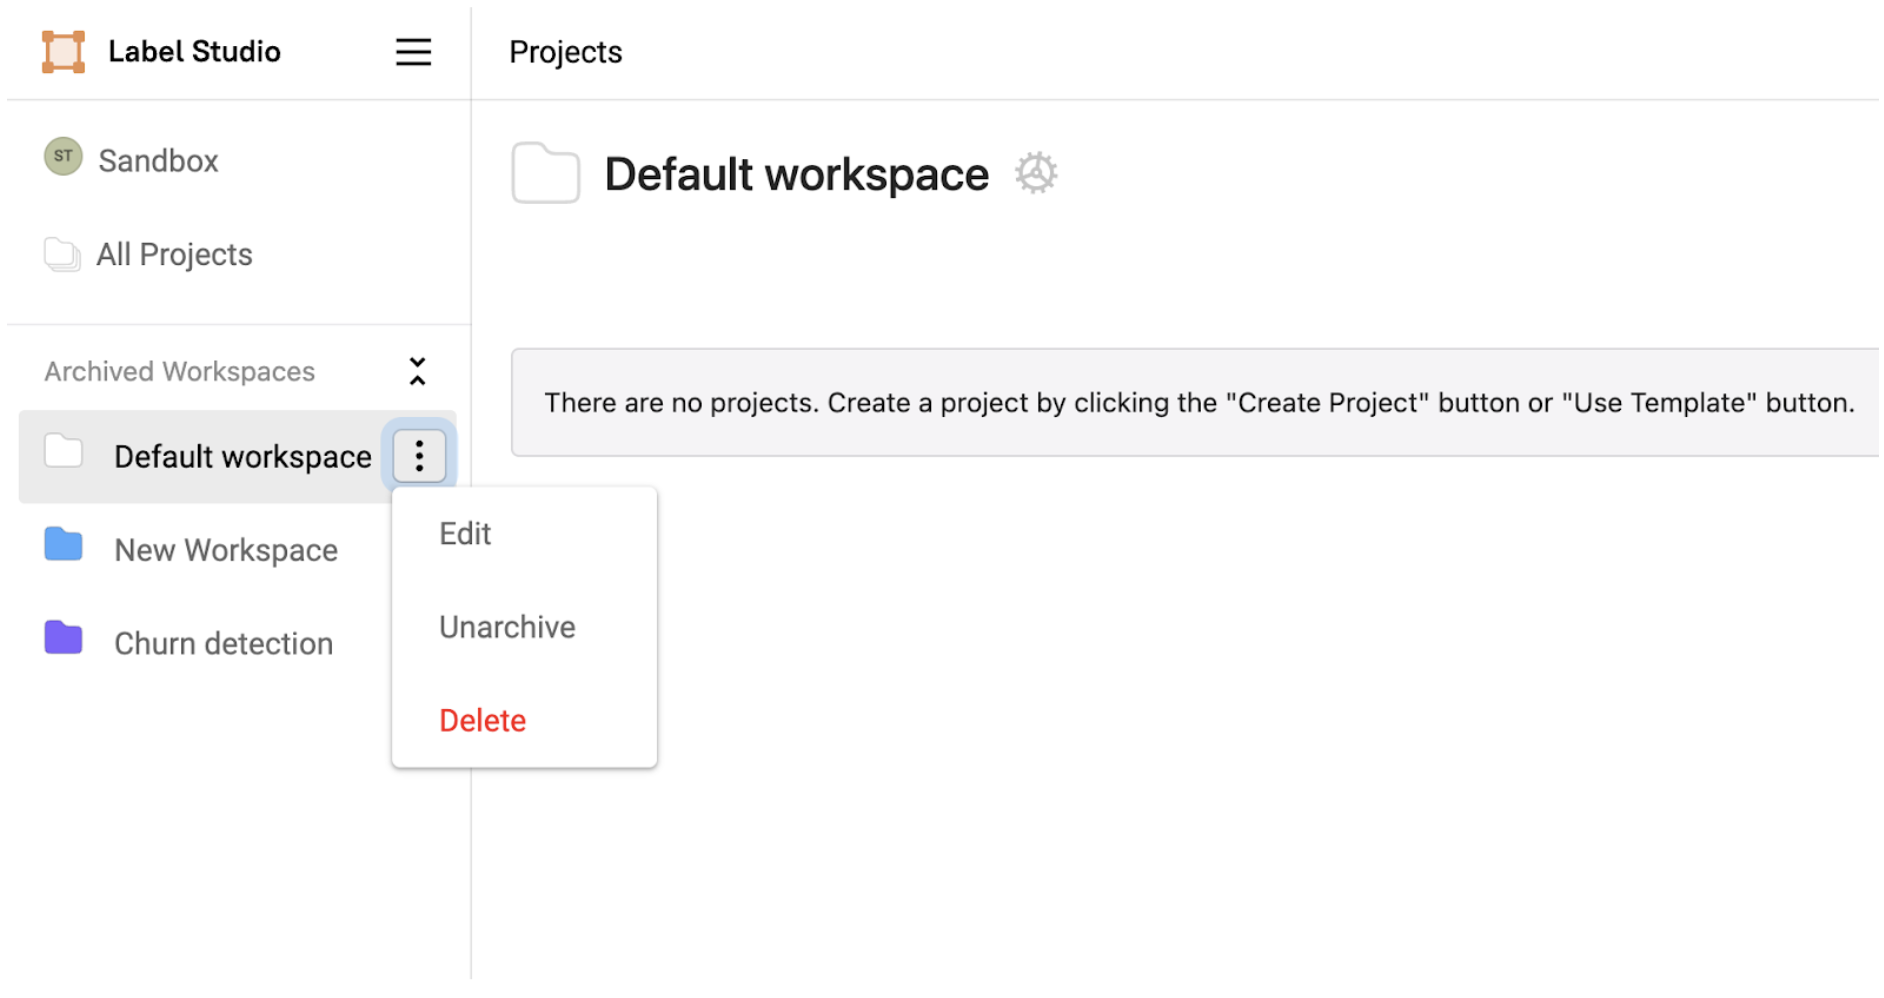 Label Studio
Projects
ST
Sandbox
All Projects
Default workspace
There are no projects. Create a project by clicking the "Create Project" button or "Use Template" button.
Archived Workspaces
Default workspace
New Workspace
Churn detection
Edit
Unarchive
Delete